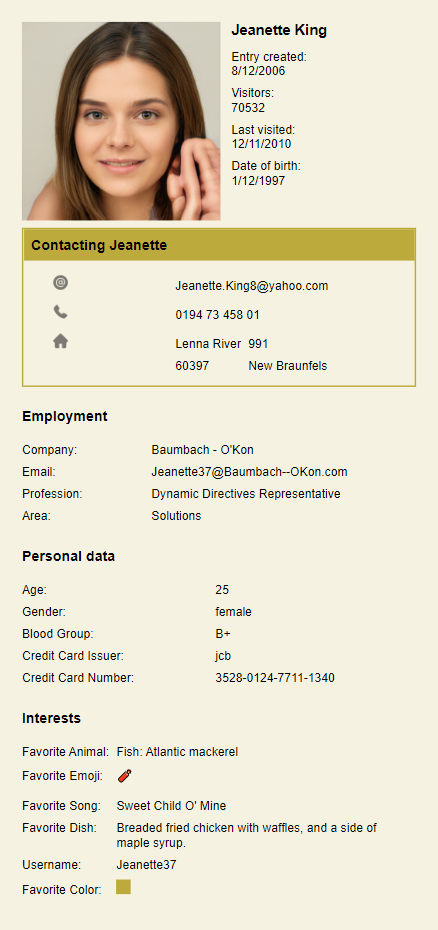 Jeanette King
Entry created:
8/12/2006
Visitors:
70532
Last visited:
12/11/2010
Date of birth:
1/12/1997
Contacting Jeanette
Jeanette.King8@yahoo.com
0194 73 458 01
Lenna River 991
60397 New Braunfels
Employment
Company: Baumbach - O'Kon
Email: Jeanette37@Baumbach--OKon.com
Profession: Dynamic Directives Representative
Area: Solutions
Personal data
Age: 25
Gender: female
Blood Group: B+
Credit Card Issuer: jcb
Credit Card Number: 3528-0124-7711-1340
Interests
Favorite Animal: Fish: Atlantic mackerel
Favorite Emoji:
Favorite Song: Sweet Child O' Mine
Favorite Dish: Breaded fried chicken with waffles, and a side of
maple syrup.
Username: Jeanette37
Favorite Color: